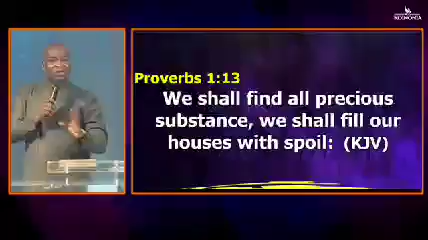 Proverbs 1:13
We shall find all precious
substance, we shall fill our
houses with spoil: (KJV)